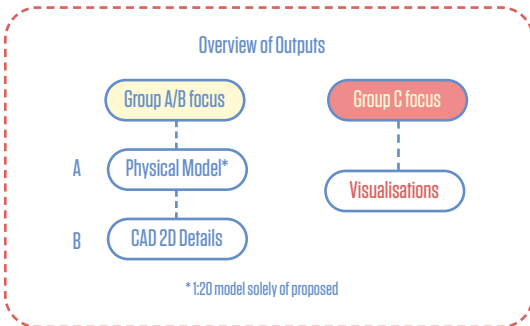 Overview of Outputs
Group A/B focus
Group C focus
A
Physical Model*
Visualisations
B
CAD 2D Details
* 1:20 model solely of proposed